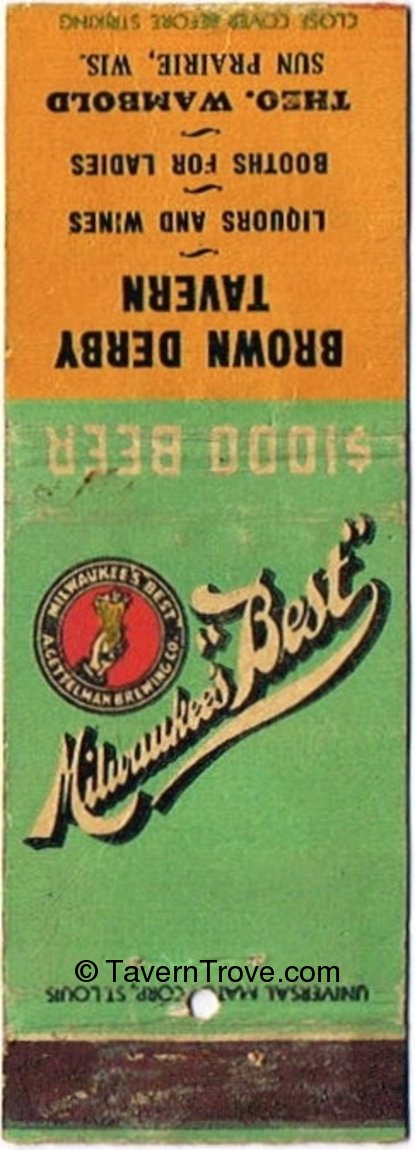 CLOSE COVER BEFORE STRIKING
THEO. WAMBOLD
SUN PRAIRIE, WIS.
BROWN DERBY
TAVERN
LIQUORS AND WINES
BOOTHS FOR LADIES
$1000 BEER
MILWAUKEE'S BEST
A. GETTELMAN BREWING CO.
Milwaukee's "Best"
© TavernTrove.com
UNIVERSAL MATCH CORP., ST. LOUIS